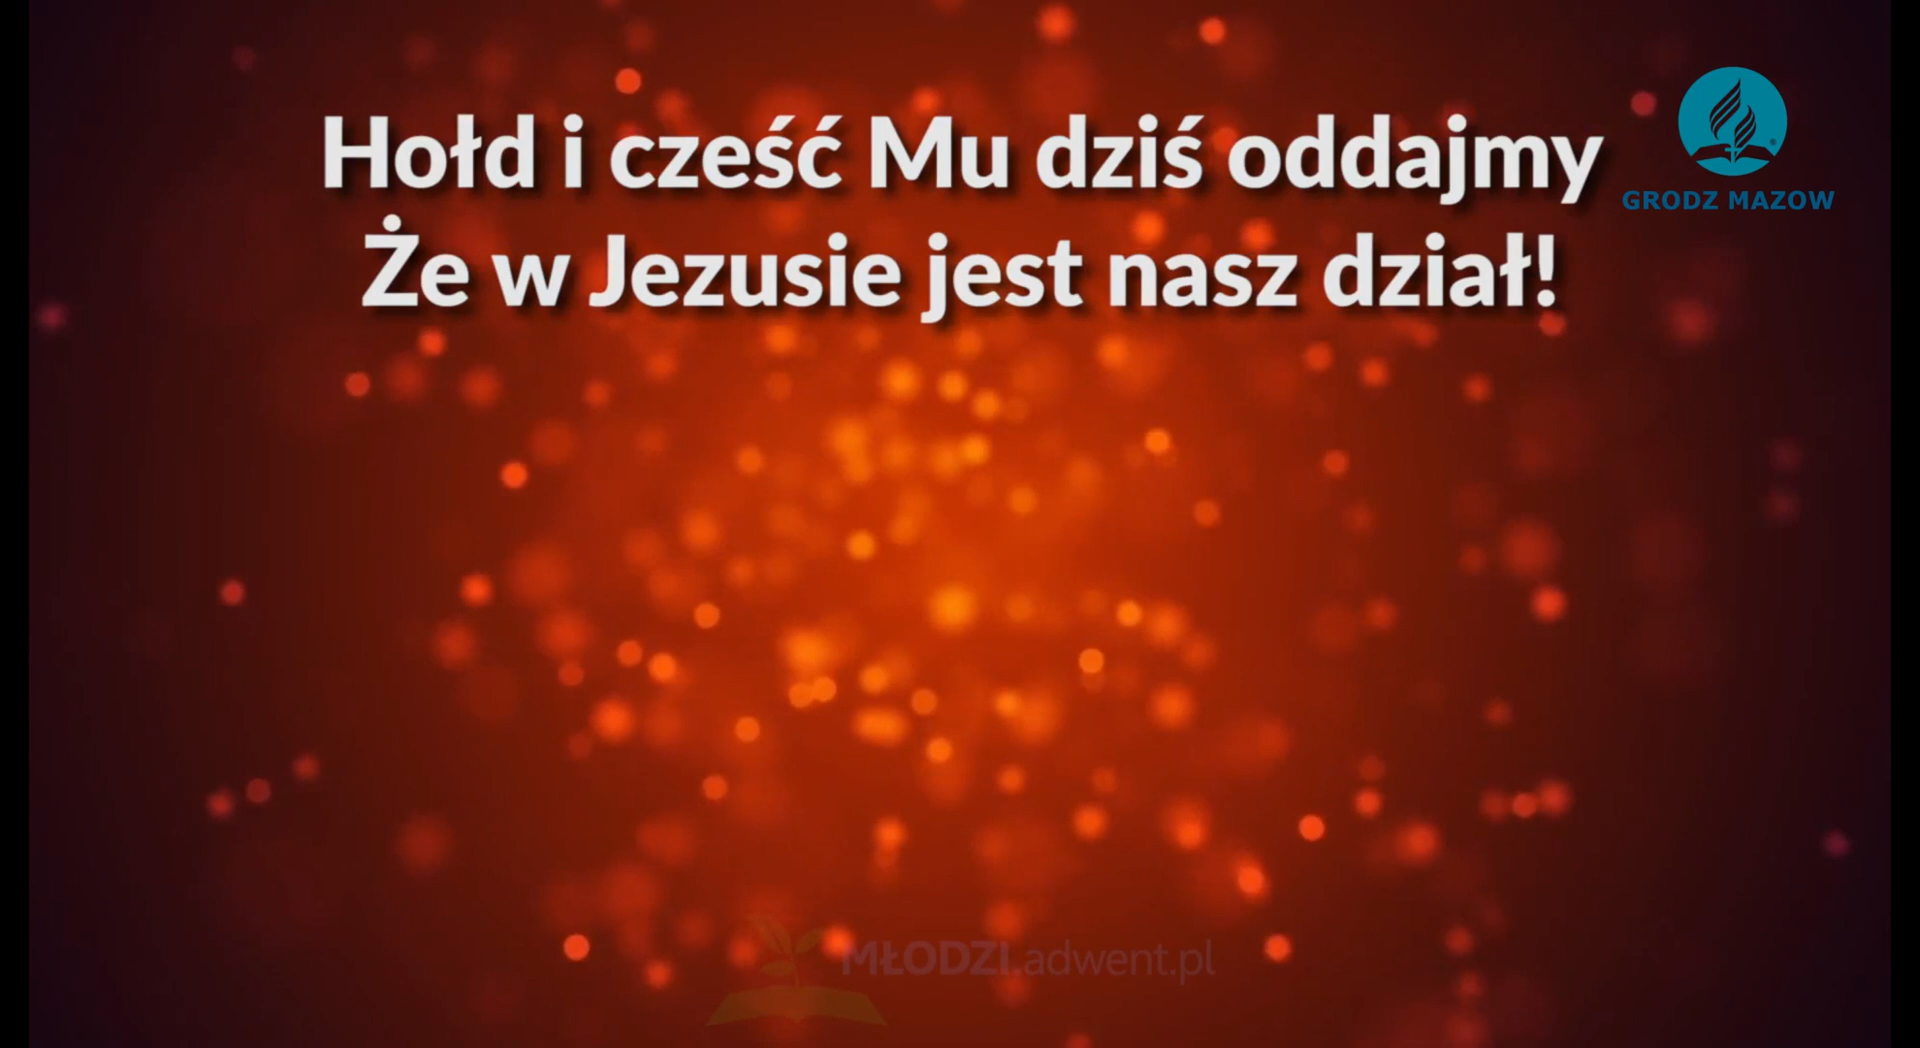 Hołd i cześć Mu dziś oddajmy
Że w Jezusie jest nasz dział!
GRODZ MAZOW
MŁODZI.adwent.pl